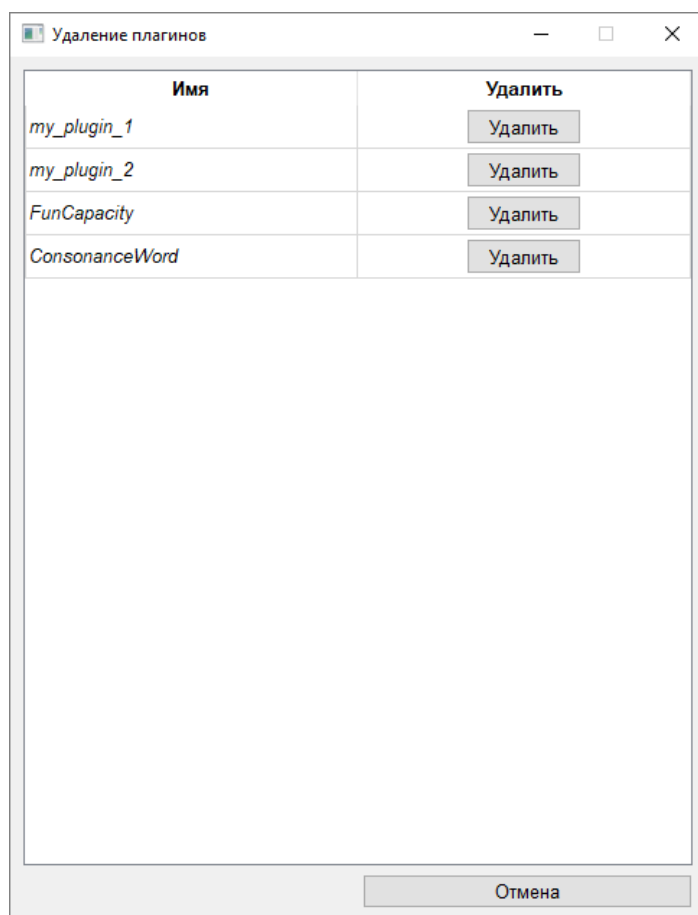 Удаление плагинов
Имя Удалить
my_plugin_1 Удалить
my_plugin_2 Удалить
FunCapacity Удалить
ConsonanceWord Удалить
Отмена